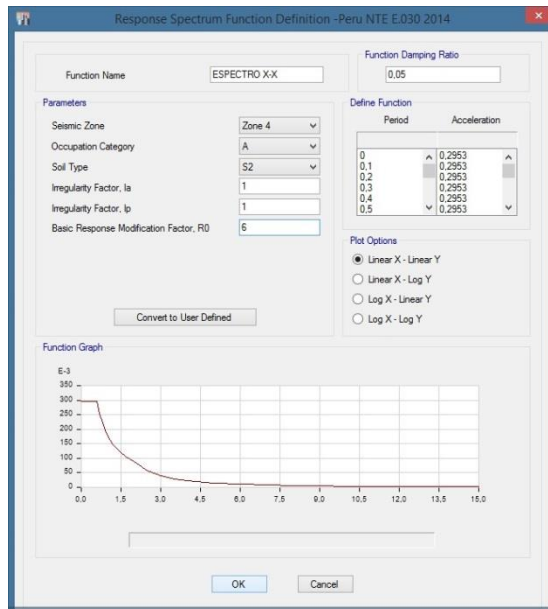 Response Spectrum Function Definition -Peru NTE E.030 2014
Function Name
ESPECTRO X-X
Function Damping Ratio
0,05
Parameters
Seismic Zone
Zone 4
Occupation Category
A
Soil Type
S2
Irregularity Factor, Ia
1
Irregularity Factor, Ip
1
Basic Response Modification Factor, R0
6
Convert to User Defined
Define Function
Period Acceleration
0 0,2953
0,1 0,2953
0,2 0,2953
0,3 0,2953
0,4 0,2953
0,5 0,2953
Plot Options
Linear X - Linear Y
Linear X - Log Y
Log X - Linear Y
Log X - Log Y
Function Graph
E-3
350
300
250
200
150
100
50
0
0,0 1,5 3,0 4,5 6,0 7,5 9,0 10,5 12,0 13,5 15,0
OK Cancel